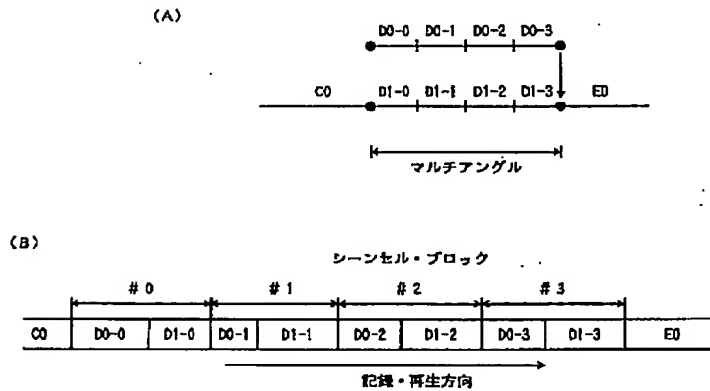 (A)
D0-0 D0-1 D0-2 D0-3
C0 D1-0 D1-1 D1-2 D1-3 E0
マルチアングル
(B)
シーンセル・ブロック
#0 #1 #2 #3
C0 D0-0 D1-0 D0-1 D1-1 D0-2 D1-2 D0-3 D1-3 E0
記録・再生方向